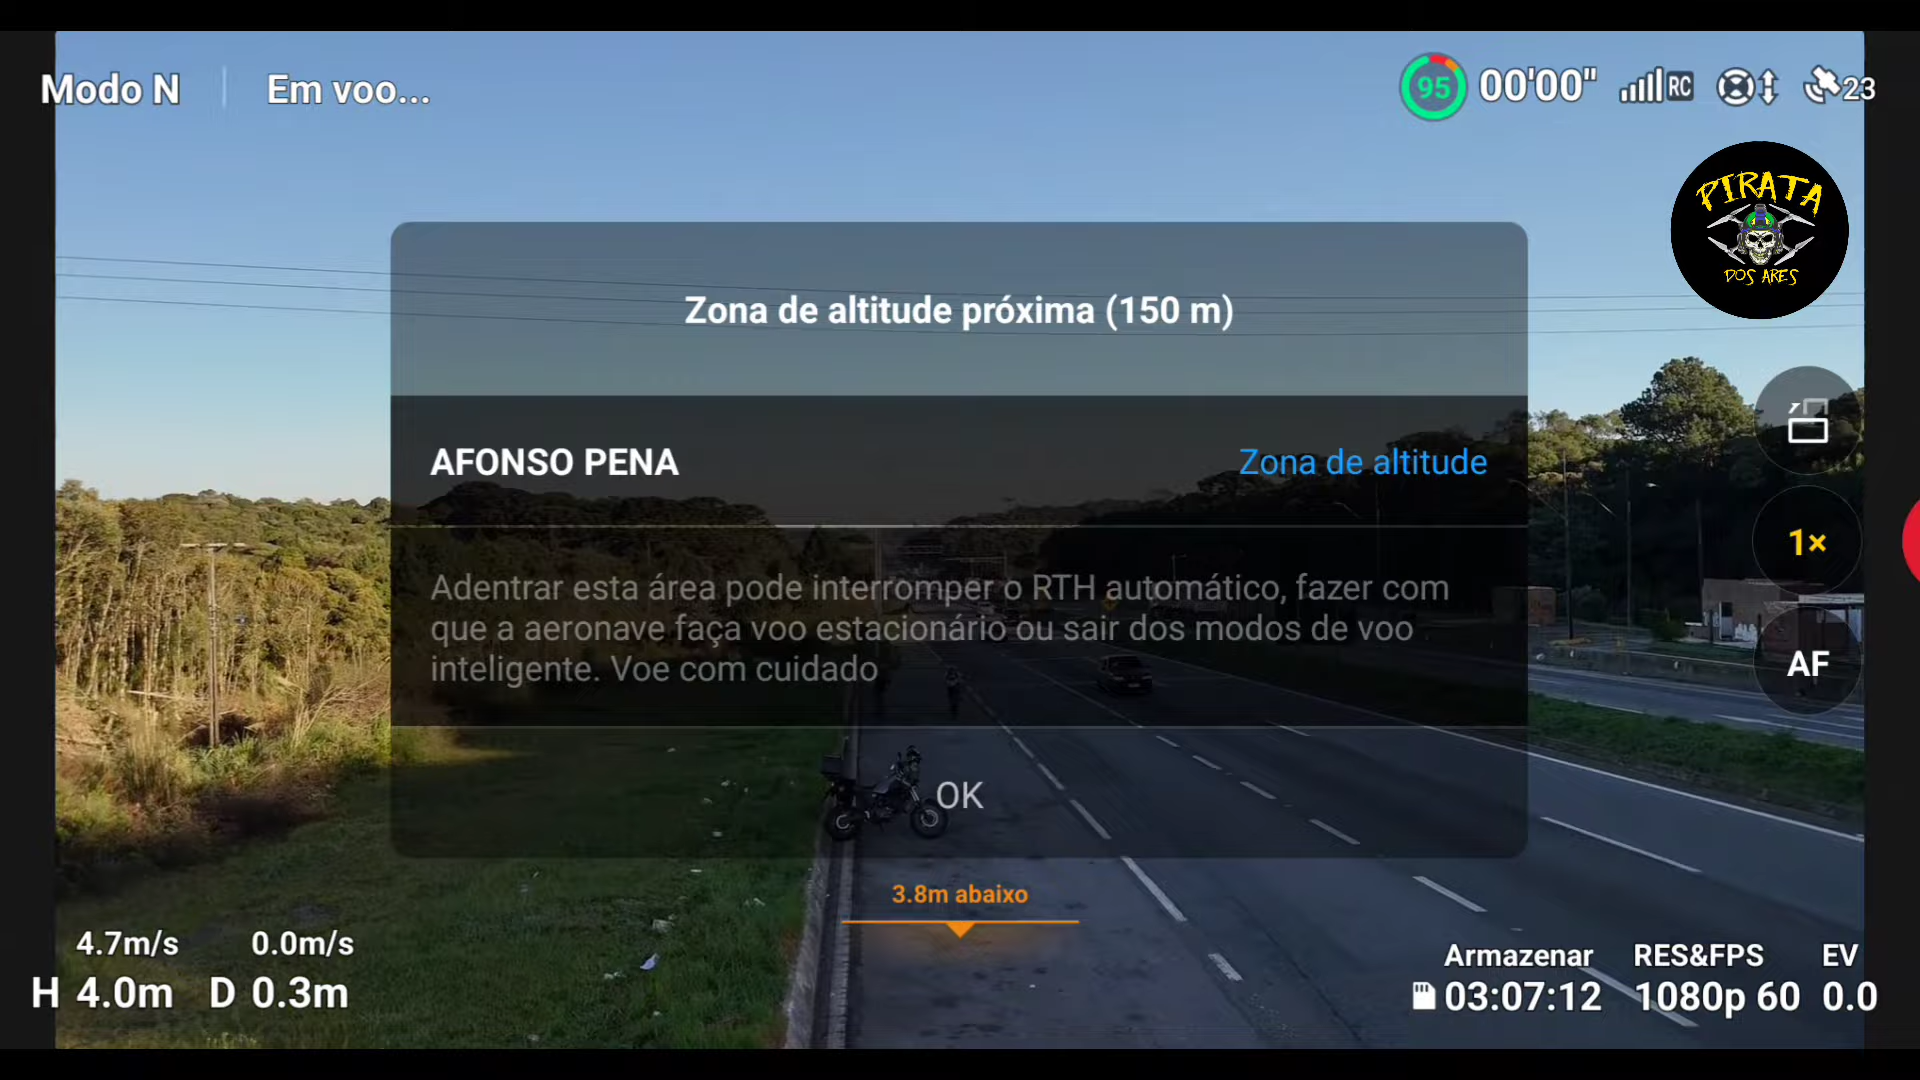 Modo N
Em voo...
95
00'00"
RC
23
PIRATA
DOS ARES
Zona de altitude próxima (150 m)
AFONSO PENA
Zona de altitude
Adentrar esta área pode interromper o RTH automático, fazer com
que a aeronave faça voo estacionário ou sair dos modos de voo
inteligente. Voe com cuidado
OK
1×
AF
3.8m abaixo
4.7m/s
0.0m/s
H 4.0m
D 0.3m
Armazenar
RES&FPS
EV
03:07:12
1080p 60
0.0